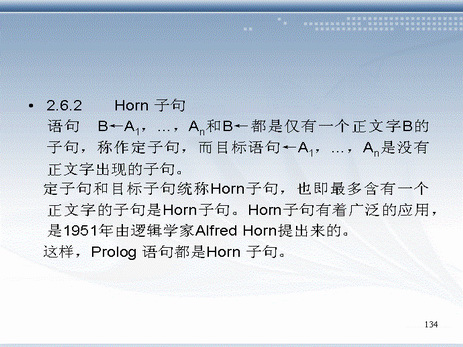 • 2.6.2 Horn 子句
语句 B←A1，…，An和B←都是仅有一个正文字B的
子句，称作定子句，而目标语句←A1，…，An是没有
正文字出现的子句。
定子句和目标子句统称Horn子句，也即最多含有一个
正文字的子句是Horn子句。Horn子句有着广泛的应用，
是1951年由逻辑学家Alfred Horn提出来的。
这样，Prolog 语句都是Horn 子句。
134